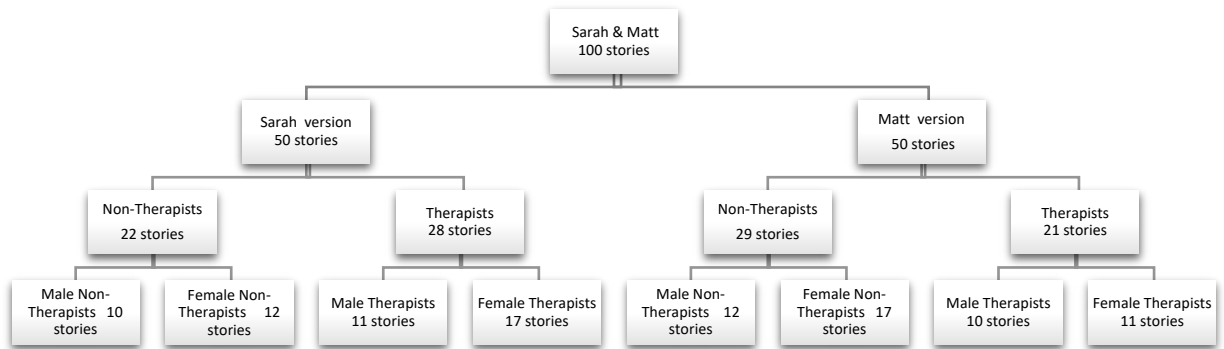 Sarah & Matt
100 stories
Sarah version
50 stories
Matt version
50 stories
Non-Therapists
22 stories
Therapists
28 stories
Non-Therapists
29 stories
Therapists
21 stories
Male Non-
Therapists 10
stories
Female Non-
Therapists 12
stories
Male Therapists
11 stories
Female Therapists
17 stories
Male Non-
Therapists 12
stories
Female Non-
Therapists 17
stories
Male Therapists
10 stories
Female Therapists
11 stories